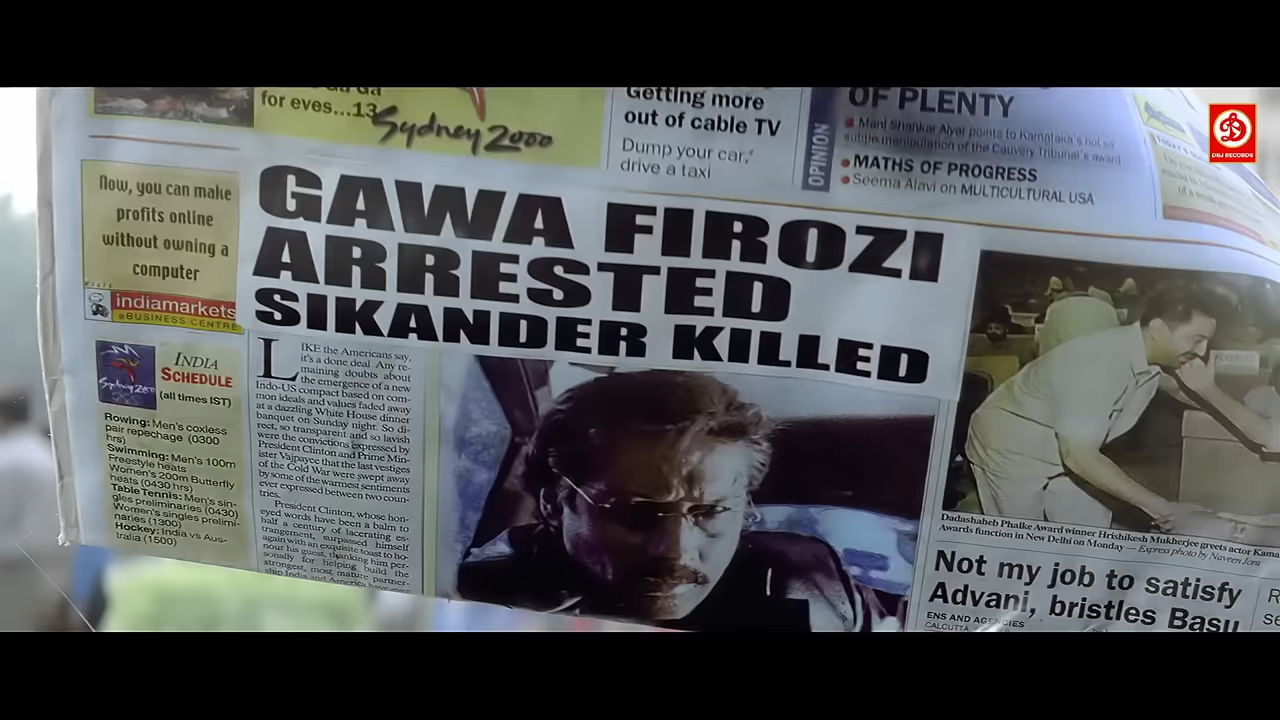 for eves...13
Sydney 2000
Getting more
out of cable TV
Dump your car,
drive a taxi
OPINION
OF PLENTY
Mani Shankar Aiyar points to Karnataka's not so
subtle manipulation of the Cauvery Tribunal's award
MATHS OF PROGRESS
Seema Alavi on MULTICULTURAL USA
DRJ RECORDS
Now, you can make
profits online
without owning a
computer
indiamarkets
eBUSINESS CENTRE
GAWA FIROZI
ARRESTED
SIKANDER KILLED
Sydney 2000
INDIA
SCHEDULE
(all times IST)
Rowing: Men's coxless
pair repechage (0300
hrs)
Swimming: Men's 100m
Freestyle heats
Women's 200m Butterfly
heats (0430 hrs)
Table Tennis: Men's sin-
gles preliminaries (0430)
Women's singles prelimi-
naries (1300)
Hockey: India vs Aus-
tralia (1500)
LIKE the Americans say,
it's a done deal. Any re-
maining doubts about
the emergence of a new
Indo-US compact based on com-
mon ideals and values faded away
at a dazzling White House dinner
banquet on Sunday night. So di-
rect, so transparent and so lavish
were the convictions expressed by
President Clinton and Prime Min-
ister Vajpayee that the last vestiges
of the Cold War were swept away
by some of the warmest sentiments
ever expressed between two coun-
tries.
President Clinton, whose hon-
eyed words have been a balm to
half a century of lacerating es-
trangement, surpassed himself
again with an exquisite toast to ho-
nour his guest, thanking him per-
sonally for helping build the
strongest, most mature partner-
ship India and America
Dadasaheb Phalke Award winner Hrishikesh Mukherjee greets actor Kama
Awards function in New Delhi on Monday — Express photo by Naveen Jora
Not my job to satisfy
Advani, bristles Basu
ENS AND AGENCIES
CALCUTTA